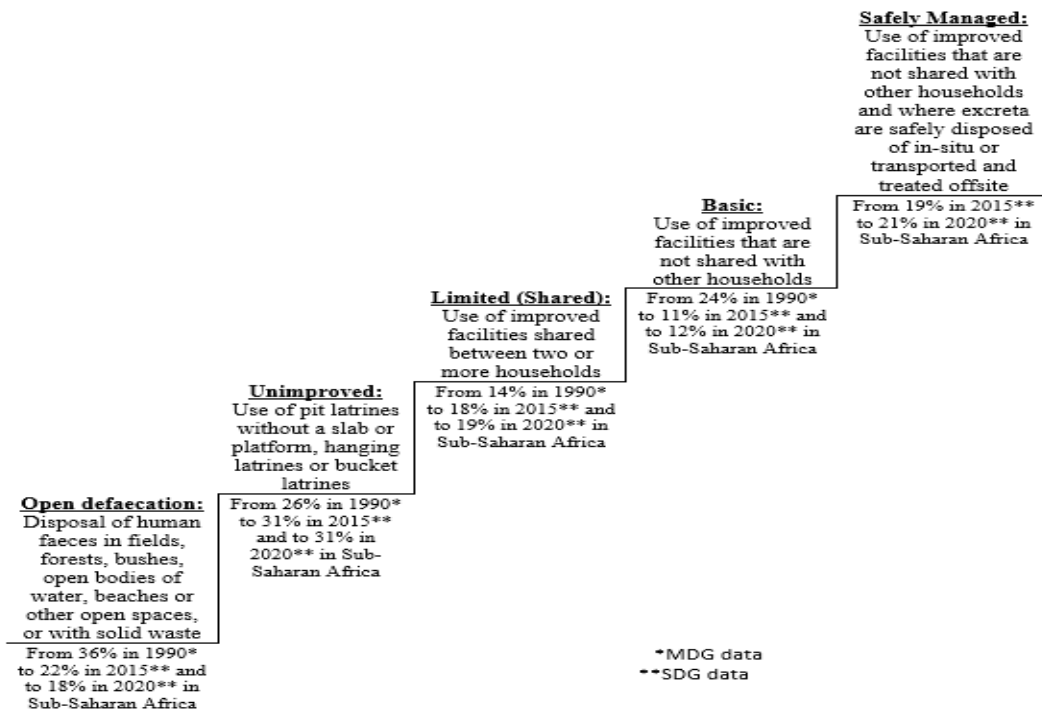 Safely Managed:
Use of improved
facilities that are
not shared with
other households
and where excreta
are safely disposed
of in-situ or
transported and
treated offsite
From 19% in 2015**
to 21% in 2020** in
Sub-Saharan Africa
Basic:
Use of improved
facilities that are
not shared with
other households
From 24% in 1990*
to 11% in 2015** and
to 12% in 2020** in
Sub-Saharan Africa
Limited (Shared):
Use of improved
facilities shared
between two or
more households
From 14% in 1990*
to 18% in 2015** and
to 19% in 2020** in
Sub-Saharan Africa
Unimproved:
Use of pit latrines
without a slab or
platform, hanging
latrines or bucket
latrines
From 26% in 1990*
to 31% in 2015**
and to 31% in
2020** in Sub-
Saharan Africa
Open defaecation:
Disposal of human
faeces in fields,
forests, bushes,
open bodies of
water, beaches or
other open spaces,
or with solid waste
From 36% in 1990*
to 22% in 2015** and
to 18% in 2020** in
Sub-Saharan Africa
*MDG data
**SDG data